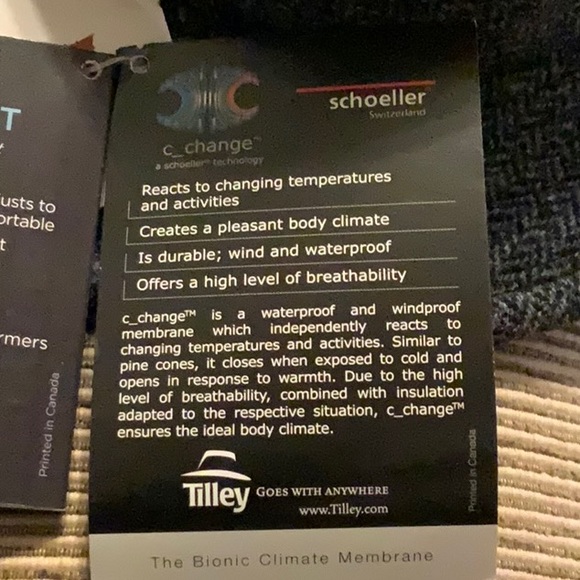 T
usts to
ortable
t
rmers
Printed in Canada
c_change™
a schoeller® technology
schoeller
Switzerland
Reacts to changing temperatures
and activities
Creates a pleasant body climate
Is durable; wind and waterproof
Offers a high level of breathability
c_change™ is a waterproof and windproof
membrane which independently reacts to
changing temperatures and activities. Similar to
pine cones, it closes when exposed to cold and
opens in response to warmth. Due to the high
level of breathability, combined with insulation
adapted to the respective situation, c_change™
ensures the ideal body climate.
Tilley GOES WITH ANYWHERE
www.Tilley.com
Printed in Canada
The Bionic Climate Membrane